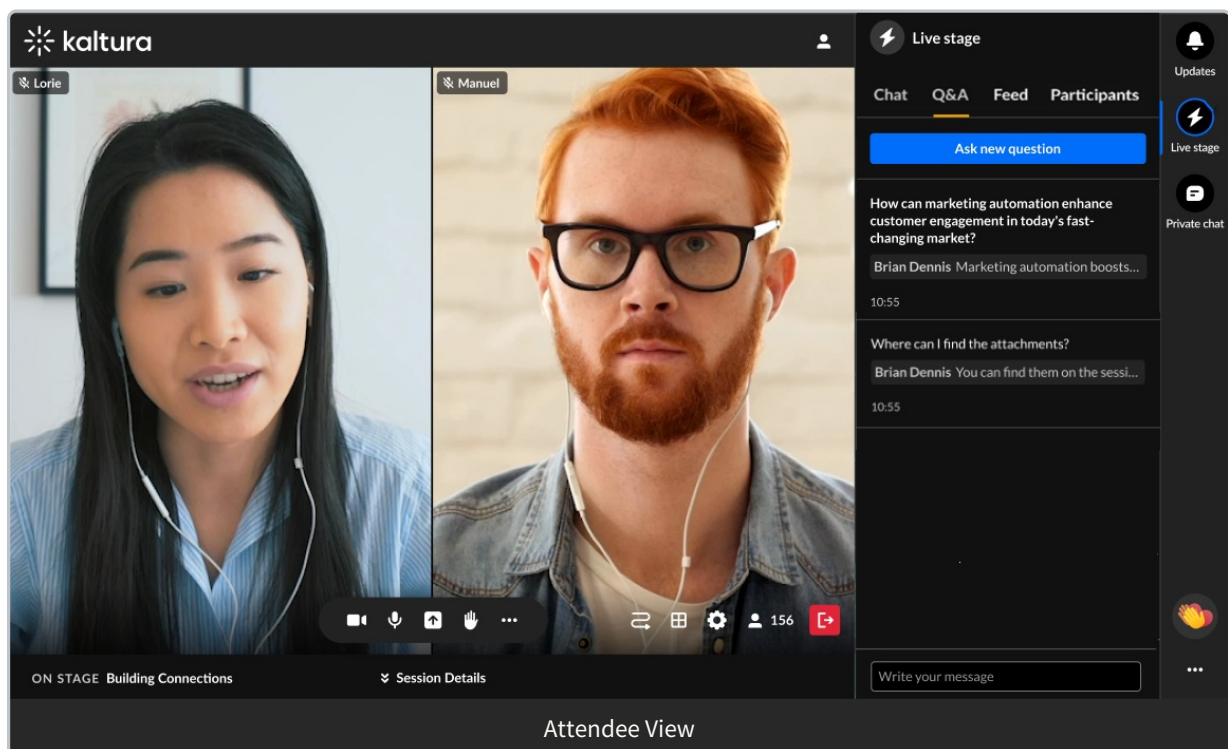 kaltura
Lorie
Manuel
156
ON STAGE Building Connections
Session Details
Live stage
Chat Q&A Feed Participants
Ask new question
How can marketing automation enhance
customer engagement in today's fast-
changing market?
Brian Dennis Marketing automation boosts...
10:55
Where can I find the attachments?
Brian Dennis You can find them on the sessi...
10:55
Write your message
Updates
Live stage
Private chat
Attendee View